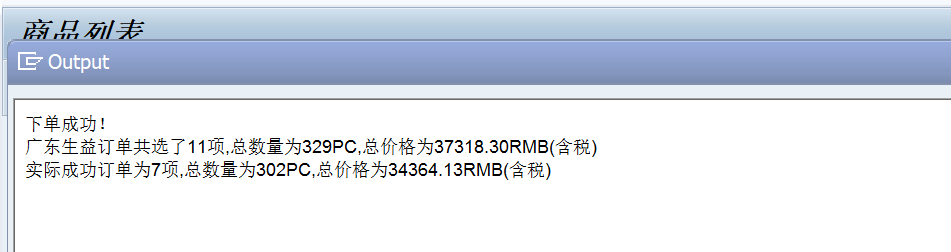 商品列表
Output
下单成功！
广东生益订单共选了11项,总数量为329PC,总价格为37318.30RMB(含税)
实际成功订单为7项,总数量为302PC,总价格为34364.13RMB(含税)